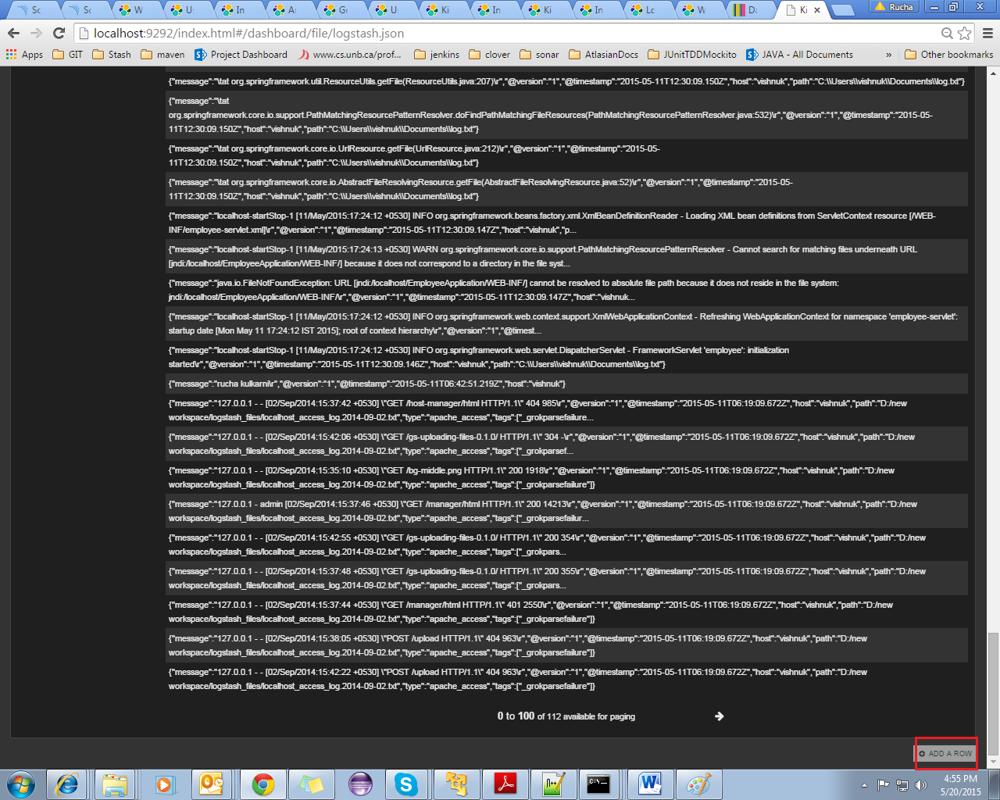 Sc
Sc
W
U
In
A
G
U
Ki
In
Ki
In
Lo
W
D
Ki
Rucha
localhost:9292/index.html#/dashboard/file/logstash.json
Apps GIT Stash maven Project Dashboard www.cs.unb.ca/prof... jenkins clover sonar AtlasianDocs JUnitTDDMockito JAVA - All Documents » Other bookmarks
{"message":"\tat org.springframework.util.ResourceUtils.getFile(ResourceUtils.java:207)\r","@version":"1","@timestamp":"2015-05-11T12:30:09.150Z","host":"vishnuk","path":"C:\\Users\\vishnuk\\Documents\\log.txt"}
{"message":"\tat
org.springframework.core.io.support.PathMatchingResourcePatternResolver.doFindPathMatchingFileResources(PathMatchingResourcePatternResolver.java:532)\r","@version":"1","@timestamp":"2015-05-
11T12:30:09.150Z","host":"vishnuk","path":"C:\\Users\\vishnuk\\Documents\\log.txt"}
{"message":"\tat org.springframework.core.io.UrlResource.getFile(UrlResource.java:212)\r","@version":"1","@timestamp":"2015-05-
11T12:30:09.150Z","host":"vishnuk","path":"C:\\Users\\vishnuk\\Documents\\log.txt"}
{"message":"\tat org.springframework.core.io.AbstractFileResolvingResource.getFile(AbstractFileResolvingResource.java:52)\r","@version":"1","@timestamp":"2015-05-
11T12:30:09.150Z","host":"vishnuk","path":"C:\\Users\\vishnuk\\Documents\\log.txt"}
{"message":"localhost-startStop-1 [11/May/2015:17:24:12 +0530] INFO org.springframework.beans.factory.xml.XmlBeanDefinitionReader - Loading XML bean definitions from ServletContext resource [/WEB-
INF/employee-servlet.xml]\r","@version":"1","@timestamp":"2015-05-11T12:30:09.147Z","host":"vishnuk","p...
{"message":"localhost-startStop-1 [11/May/2015:17:24:13 +0530] WARN org.springframework.core.io.support.PathMatchingResourcePatternResolver - Cannot search for matching files underneath URL
[jndi:/localhost/EmployeeApplication/WEB-INF/] because it does not correspond to a directory in the file syst...
{"message":"java.io.FileNotFoundException: URL [jndi:/localhost/EmployeeApplication/WEB-INF/] cannot be resolved to absolute file path because it does not reside in the file system:
jndi:/localhost/EmployeeApplication/WEB-INF/\r","@version":"1","@timestamp":"2015-05-11T12:30:09.147Z","host":"vishnuk...
{"message":"localhost-startStop-1 [11/May/2015:17:24:12 +0530] INFO org.springframework.web.context.support.XmlWebApplicationContext - Refreshing WebApplicationContext for namespace 'employee-servlet':
startup date [Mon May 11 17:24:12 IST 2015]; root of context hierarchy\r","@version":"1","@timest...
{"message":"localhost-startStop-1 [11/May/2015:17:24:12 +0530] INFO org.springframework.web.servlet.DispatcherServlet - FrameworkServlet 'employee': initialization
started\r","@version":"1","@timestamp":"2015-05-11T12:30:09.146Z","host":"vishnuk","path":"C:\\Users\\vishnuk\\Documents\\log.txt"}
{"message":"rucha kulkarni\r","@version":"1","@timestamp":"2015-05-11T06:42:51.219Z","host":"vishnuk"}
{"message":"127.0.0.1 - - [02/Sep/2014:15:37:42 +0530] \"GET /host-manager/html HTTP/1.1\" 404 985\r","@version":"1","@timestamp":"2015-05-11T06:19:09.672Z","host":"vishnuk","path":"D:/new
workspace/logstash_files/localhost_access_log.2014-09-02.txt","type":"apache_access","tags":["_grokparsefailure...
{"message":"127.0.0.1 - - [02/Sep/2014:15:42:06 +0530] \"GET /gs-uploading-files-0.1.0/ HTTP/1.1\" 304 -\r","@version":"1","@timestamp":"2015-05-11T06:19:09.672Z","host":"vishnuk","path":"D:/new
workspace/logstash_files/localhost_access_log.2014-09-02.txt","type":"apache_access","tags":["_grokparsef...
{"message":"127.0.0.1 - - [02/Sep/2014:15:35:10 +0530] \"GET /bg-middle.png HTTP/1.1\" 200 1918\r","@version":"1","@timestamp":"2015-05-11T06:19:09.672Z","host":"vishnuk","path":"D:/new
workspace/logstash_files/localhost_access_log.2014-09-02.txt","type":"apache_access","tags":["_grokparsefailure"]}
{"message":"127.0.0.1 - admin [02/Sep/2014:15:37:46 +0530] \"GET /manager/html HTTP/1.1\" 200 14213\r","@version":"1","@timestamp":"2015-05-11T06:19:09.672Z","host":"vishnuk","path":"D:/new
workspace/logstash_files/localhost_access_log.2014-09-02.txt","type":"apache_access","tags":["_grokparsefailur...
{"message":"127.0.0.1 - - [02/Sep/2014:15:42:55 +0530] \"GET /gs-uploading-files-0.1.0/ HTTP/1.1\" 200 354\r","@version":"1","@timestamp":"2015-05-11T06:19:09.672Z","host":"vishnuk","path":"D:/new
workspace/logstash_files/localhost_access_log.2014-09-02.txt","type":"apache_access","tags":["_grokpars...
{"message":"127.0.0.1 - - [02/Sep/2014:15:37:48 +0530] \"GET /gs-uploading-files-0.1.0/ HTTP/1.1\" 200 355\r","@version":"1","@timestamp":"2015-05-11T06:19:09.672Z","host":"vishnuk","path":"D:/new
workspace/logstash_files/localhost_access_log.2014-09-02.txt","type":"apache_access","tags":["_grokpars...
{"message":"127.0.0.1 - - [02/Sep/2014:15:37:44 +0530] \"GET /manager/html HTTP/1.1\" 401 2550\r","@version":"1","@timestamp":"2015-05-11T06:19:09.672Z","host":"vishnuk","path":"D:/new
workspace/logstash_files/localhost_access_log.2014-09-02.txt","type":"apache_access","tags":["_grokparsefailure"]}
{"message":"127.0.0.1 - - [02/Sep/2014:15:38:05 +0530] \"POST /upload HTTP/1.1\" 404 963\r","@version":"1","@timestamp":"2015-05-11T06:19:09.672Z","host":"vishnuk","path":"D:/new
workspace/logstash_files/localhost_access_log.2014-09-02.txt","type":"apache_access","tags":["_grokparsefailure"]}
{"message":"127.0.0.1 - - [02/Sep/2014:15:42:22 +0530] \"POST /upload HTTP/1.1\" 404 963\r","@version":"1","@timestamp":"2015-05-11T06:19:09.672Z","host":"vishnuk","path":"D:/new
workspace/logstash_files/localhost_access_log.2014-09-02.txt","type":"apache_access","tags":["_grokparsefailure"]}
0 to 100 of 112 available for paging
ADD A ROW
4:55 PM
5/20/2015